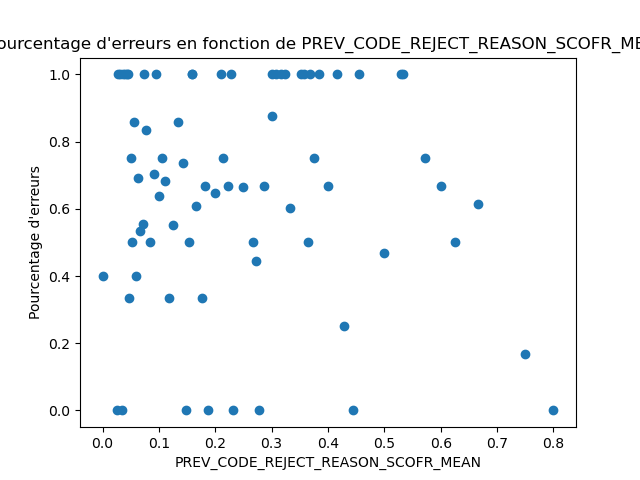 ourcentage d'erreurs en fonction de PREV_CODE_REJECT_REASON_SCOFR_ME
1.0
0.8
0.6
0.4
0.2
0.0
Pourcentage d'erreurs
0.0 0.1 0.2 0.3 0.4 0.5 0.6 0.7 0.8
PREV_CODE_REJECT_REASON_SCOFR_MEAN